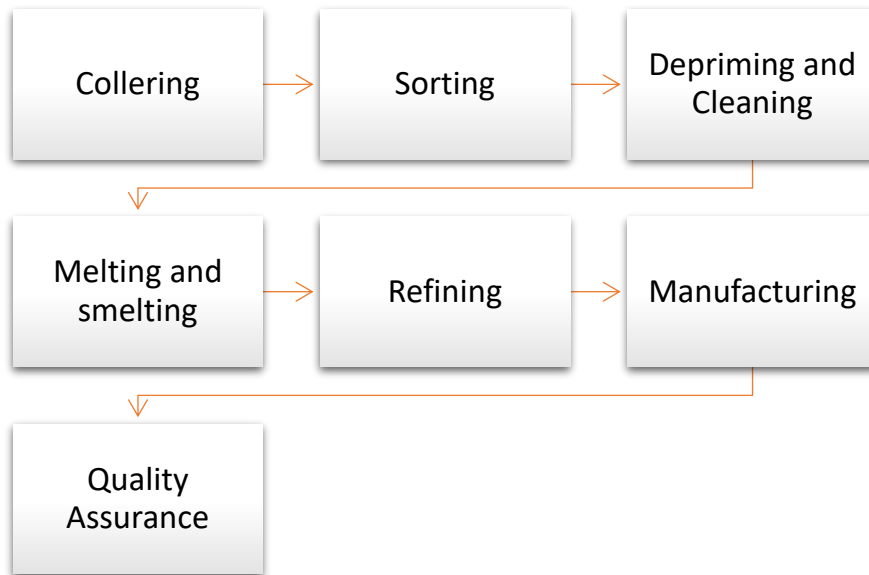 Collering
Sorting
Depriming and
Cleaning
Melting and
smelting
Refining
Manufacturing
Quality
Assurance